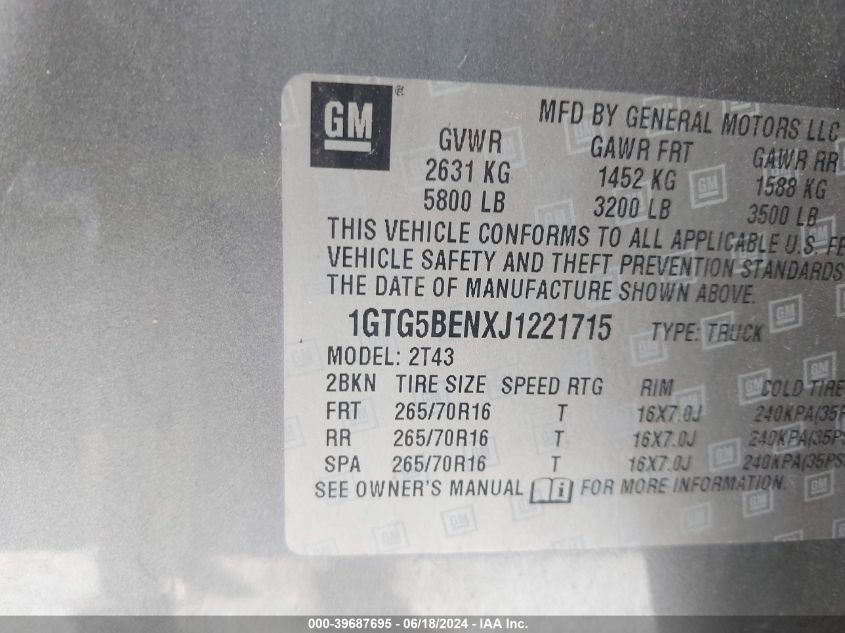 GM
MFD BY GENERAL MOTORS LLC
GVWR GAWR FRT GAWR RR
2631 KG 1452 KG 1588 KG
5800 LB 3200 LB 3500 LB
THIS VEHICLE CONFORMS TO ALL APPLICABLE U.S. FE
VEHICLE SAFETY AND THEFT PREVENTION STANDARDS
THE DATE OF MANUFACTURE SHOWN ABOVE.
1GTG5BENXJ1221715 TYPE: TRUCK
MODEL: 2T43
2BKN TIRE SIZE SPEED RTG RIM COLD TIRE
FRT 265/70R16 T 16X7.0J 240KPA(35P
RR 265/70R16 T 16X7.0J 240KPA(35PS
SPA 265/70R16 T 16X7.0J 240KPA(35PS
SEE OWNER'S MANUAL i FOR MORE INFORMATION.
000-39687695 - 06/18/2024 - IAA Inc.